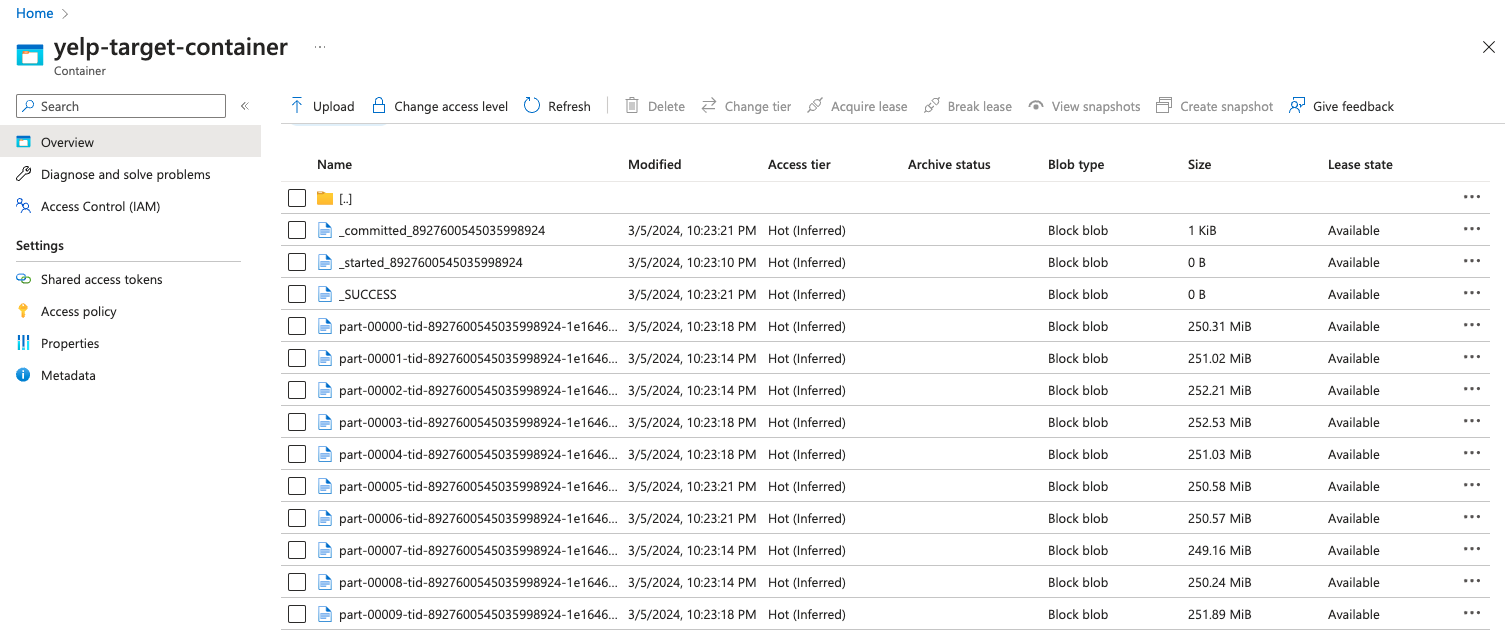 Home >
yelp-target-container ...
Container
Search «
Overview
Diagnose and solve problems
Access Control (IAM)
Settings
Shared access tokens
Access policy
Properties
Metadata
Upload Change access level Refresh Delete Change tier Acquire lease Break lease View snapshots Create snapshot Give feedback
Name Modified Access tier Archive status Blob type Size Lease state
[..]
_committed_8927600545035998924 3/5/2024, 10:23:21 PM Hot (Inferred) Block blob 1 KiB Available
_started_8927600545035998924 3/5/2024, 10:23:10 PM Hot (Inferred) Block blob 0 B Available
_SUCCESS 3/5/2024, 10:23:21 PM Hot (Inferred) Block blob 0 B Available
part-00000-tid-8927600545035998924-1e1646... 3/5/2024, 10:23:18 PM Hot (Inferred) Block blob 250.31 MiB Available
part-00001-tid-8927600545035998924-1e1646... 3/5/2024, 10:23:14 PM Hot (Inferred) Block blob 251.02 MiB Available
part-00002-tid-8927600545035998924-1e1646... 3/5/2024, 10:23:14 PM Hot (Inferred) Block blob 252.21 MiB Available
part-00003-tid-8927600545035998924-1e1646... 3/5/2024, 10:23:18 PM Hot (Inferred) Block blob 252.53 MiB Available
part-00004-tid-8927600545035998924-1e1646... 3/5/2024, 10:23:18 PM Hot (Inferred) Block blob 251.03 MiB Available
part-00005-tid-8927600545035998924-1e1646... 3/5/2024, 10:23:21 PM Hot (Inferred) Block blob 250.58 MiB Available
part-00006-tid-8927600545035998924-1e1646... 3/5/2024, 10:23:21 PM Hot (Inferred) Block blob 250.57 MiB Available
part-00007-tid-8927600545035998924-1e1646... 3/5/2024, 10:23:14 PM Hot (Inferred) Block blob 249.16 MiB Available
part-00008-tid-8927600545035998924-1e1646... 3/5/2024, 10:23:14 PM Hot (Inferred) Block blob 250.24 MiB Available
part-00009-tid-8927600545035998924-1e1646... 3/5/2024, 10:23:18 PM Hot (Inferred) Block blob 251.89 MiB Available